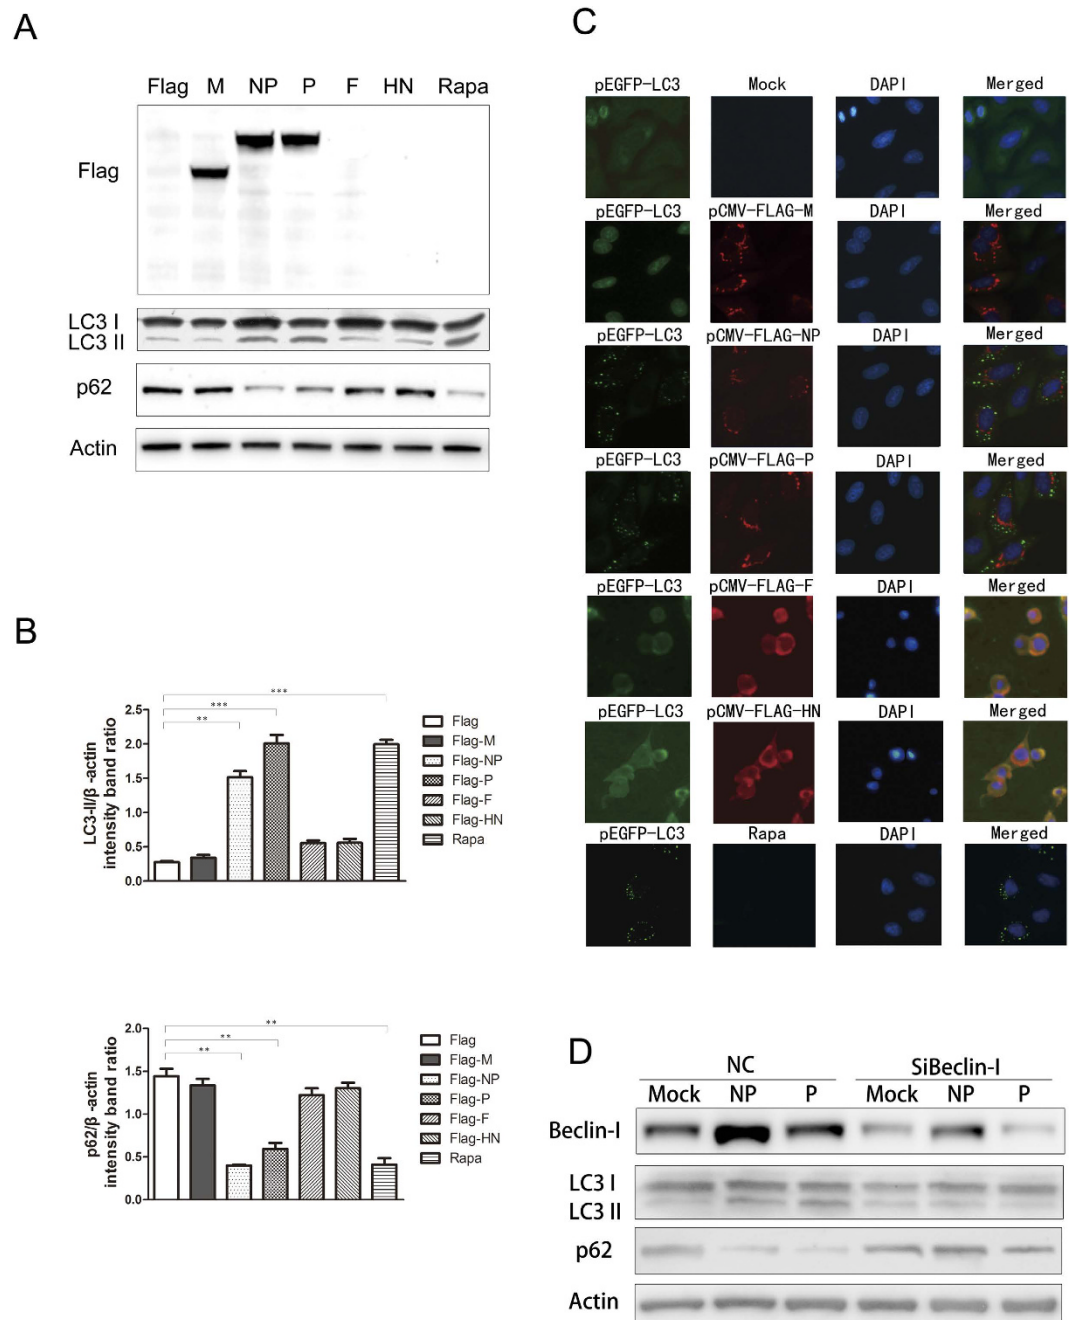 A
Flag M NP P F HN Rapa
Flag
LC3 I
LC3 II
p62
Actin
B
***
***
**
2.5
2.0
1.5
1.0
0.5
0.0
LC3-II/β -actin
intensity band ratio
Flag
Flag-M
Flag-NP
Flag-P
Flag-F
Flag-HN
Rapa
**
**
**
2.0
1.5
1.0
0.5
0.0
p62/β -actin
intensity band ratio
Flag
Flag-M
Flag-NP
Flag-P
Flag-F
Flag-HN
Rapa
C
pEGFP-LC3 Mock DAPI Merged
pEGFP-LC3 pCMV-FLAG-M DAPI Merged
pEGFP-LC3 pCMV-FLAG-NP DAPI Merged
pEGFP-LC3 pCMV-FLAG-P DAPI Merged
pEGFP-LC3 pCMV-FLAG-F DAPI Merged
pEGFP-LC3 pCMV-FLAG-HN DAPI Merged
pEGFP-LC3 Rapa DAPI Merged
D
NC SiBeclin-I
Mock NP P Mock NP P
Beclin-I
LC3 I
LC3 II
p62
Actin